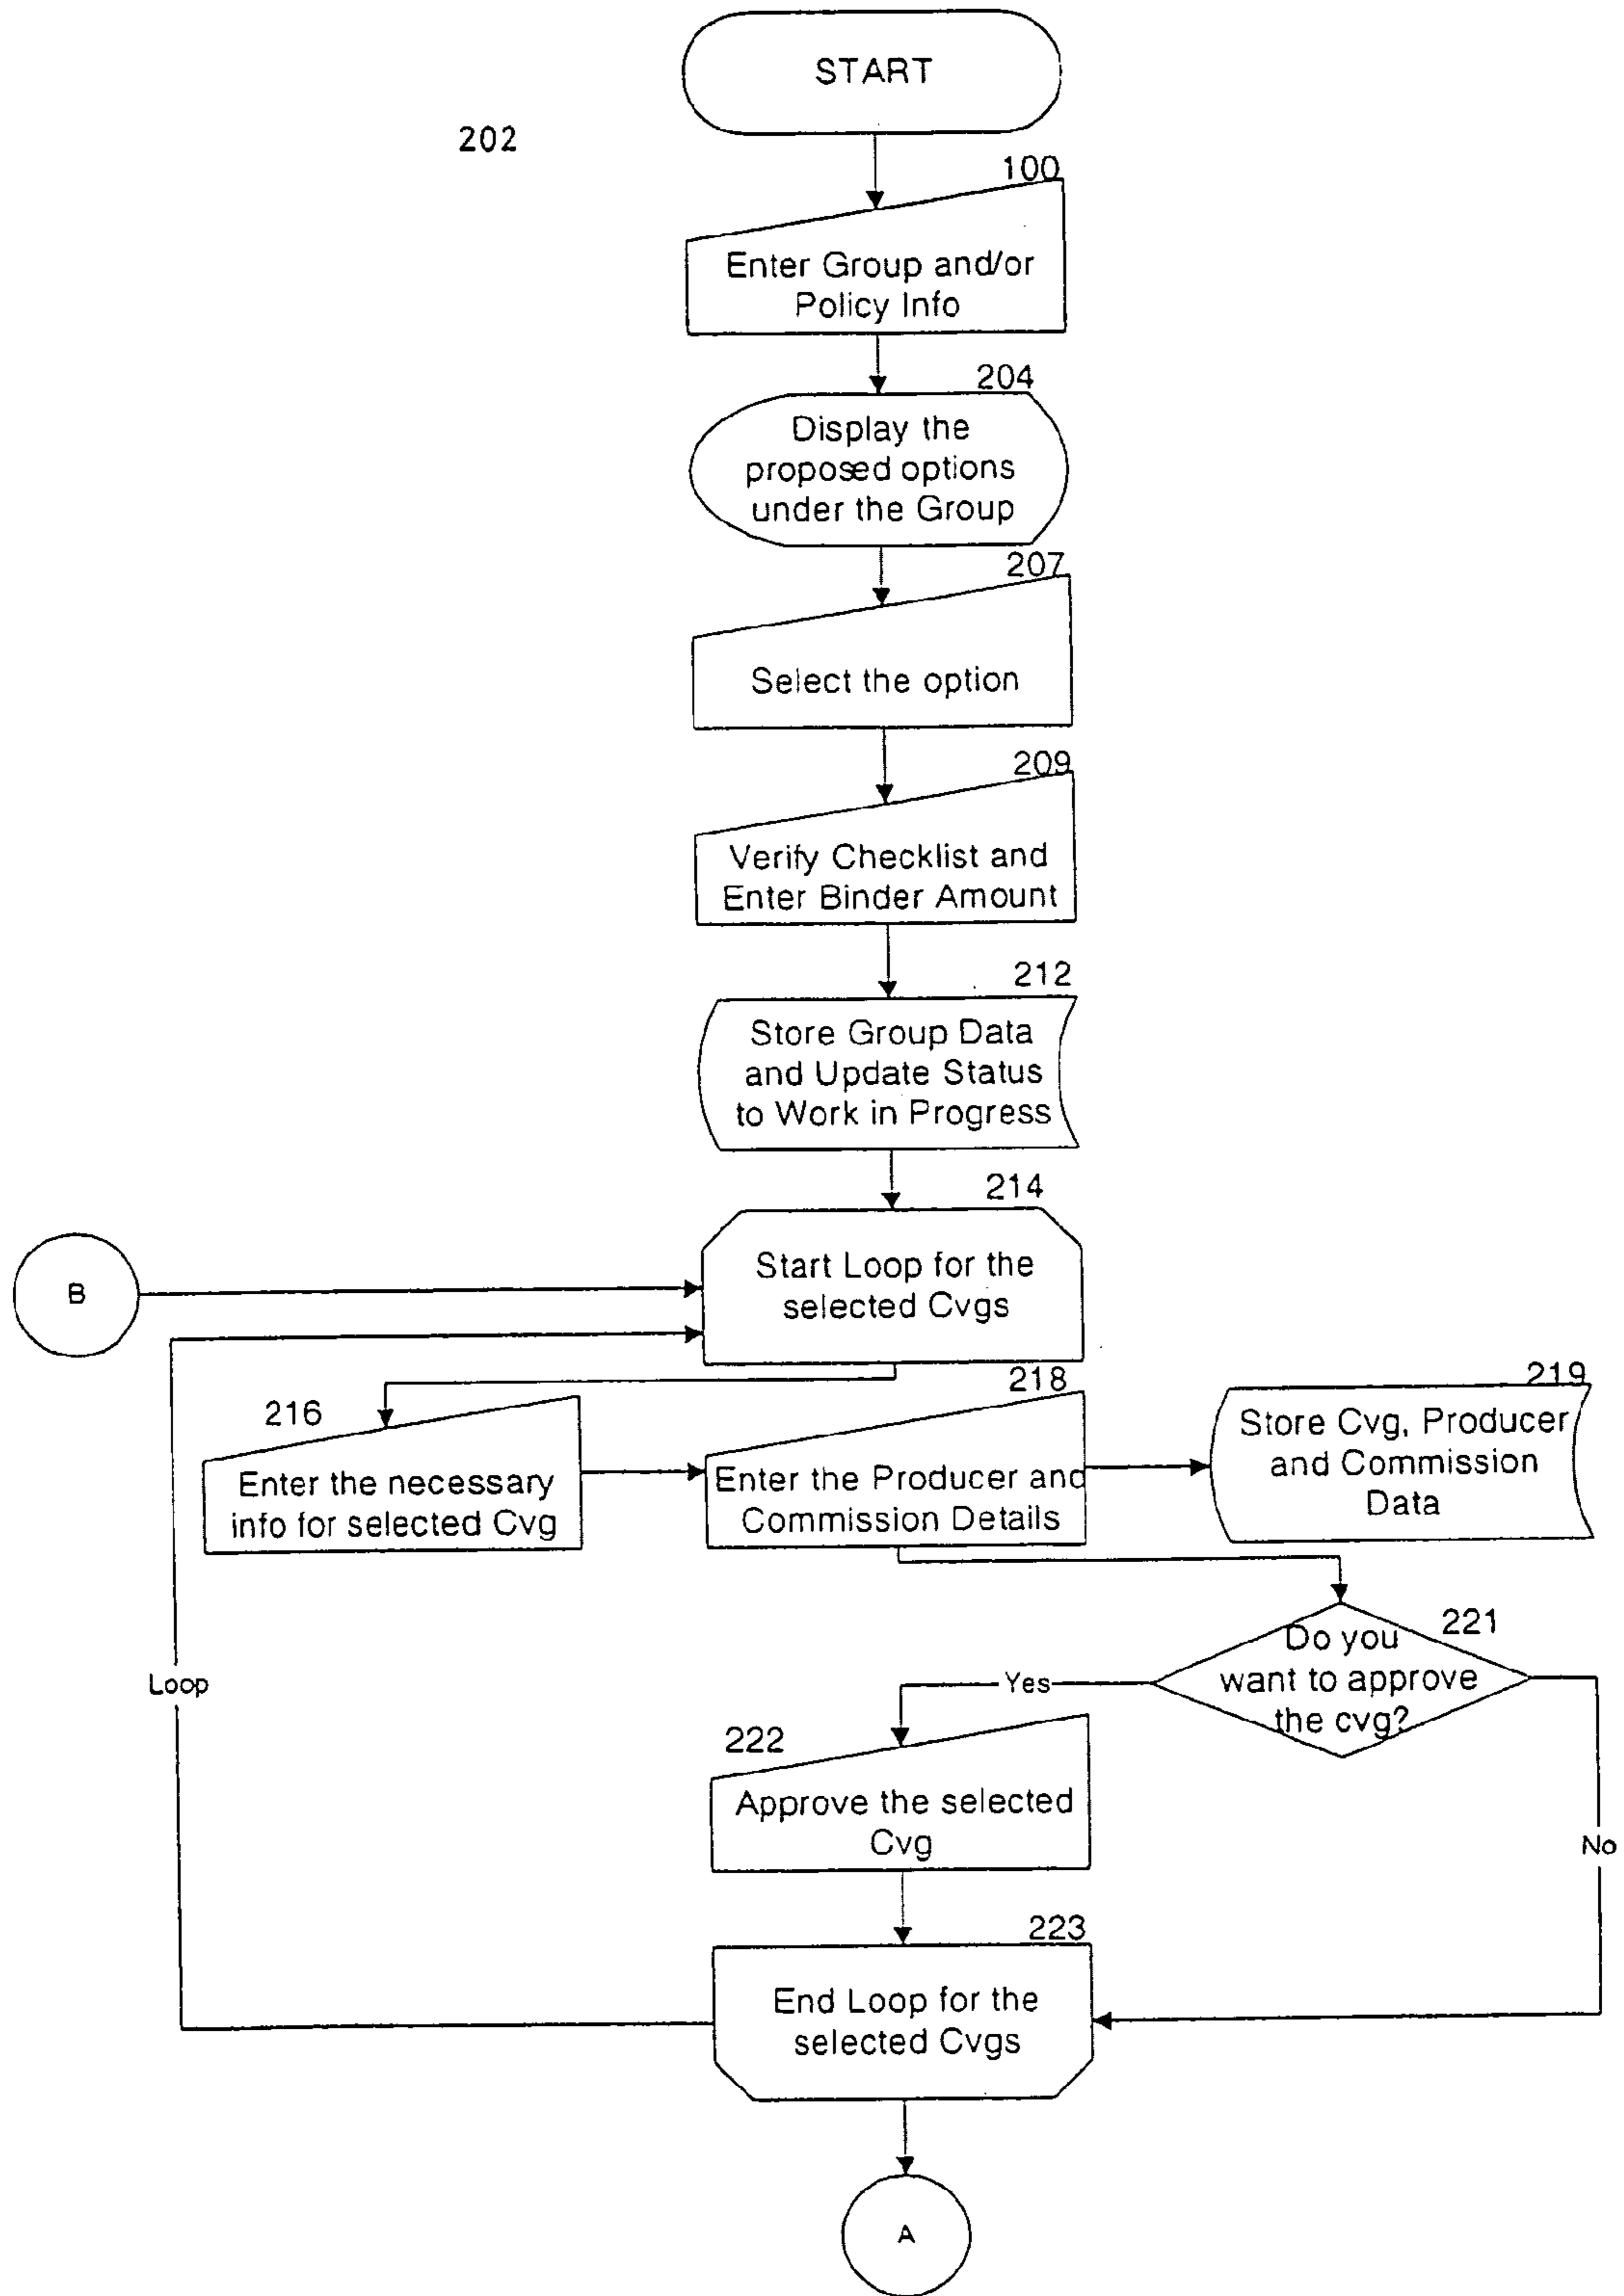 START
202
100
Enter Group and/or
Policy Info
204
Display the
proposed options
under the Group
207
Select the option
209
Verify Checklist and
Enter Binder Amount
212
Store Group Data
and Update Status
to Work in Progress
214
Start Loop for the
selected Cvgs
B
216
Enter the necessary
info for selected Cvg
218
Enter the Producer and
Commission Details
219
Store Cvg, Producer
and Commission
Data
221
Do you
want to approve
the cvg?
Yes
No
Loop
222
Approve the selected
Cvg
223
End Loop for the
selected Cvgs
A